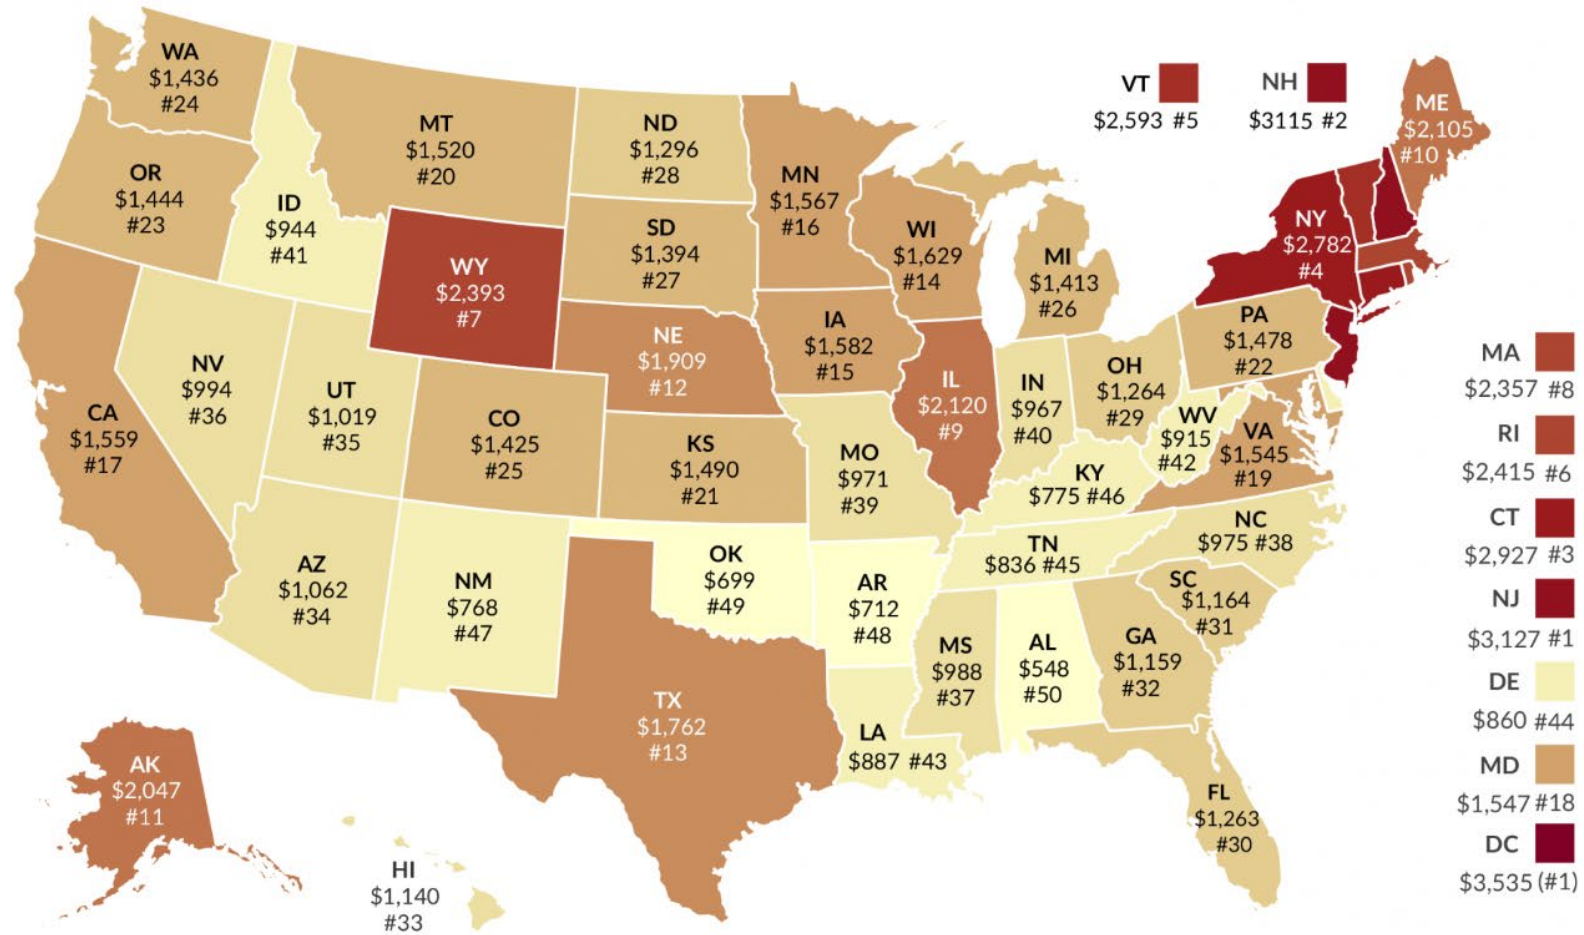 WA
$1,436
#24
OR
$1,444
#23
ID
$944
#41
MT
$1,520
#20
ND
$1,296
#28
MN
$1,567
#16
VT
$2,593 #5
NH
$3115 #2
ME
$2,105
#10
WY
$2,393
#7
SD
$1,394
#27
WI
$1,629
#14
MI
$1,413
#26
NY
$2,782
#4
CA
$1,559
#17
NV
$994
#36
UT
$1,019
#35
CO
$1,425
#25
NE
$1,909
#12
KS
$1,490
#21
IA
$1,582
#15
MO
$971
#39
IL
$2,120
#9
IN
$967
#40
OH
$1,264
#29
PA
$1,478
#22
WV
$915
#42
VA
$1,545
#19
KY
$775 #46
TN
$836 #45
NC
$975 #38
SC
$1,164
#31
AZ
$1,062
#34
NM
$768
#47
OK
$699
#49
AR
$712
#48
TX
$1,762
#13
LA
$887 #43
MS
$988
#37
AL
$548
#50
GA
$1,159
#32
FL
$1,263
#30
AK
$2,047
#11
HI
$1,140
#33
MA
$2,357 #8
RI
$2,415 #6
CT
$2,927 #3
NJ
$3,127 #1
DE
$860 #44
MD
$1,547 #18
DC
$3,535 (#1)